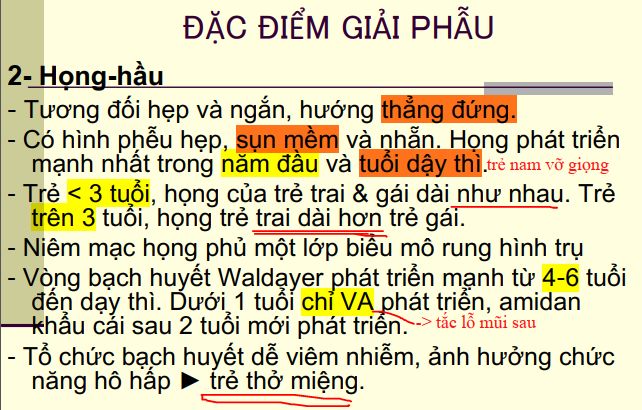 ĐẶC ĐIỂM GIẢI PHẪU
2- Họng-hầu
- Tương đối hẹp và ngắn, hướng thẳng đứng.
- Có hình phễu hẹp, sụn mềm và nhẵn. Họng phát triển
mạnh nhất trong năm đầu và tuổi dậy thì. trẻ nam vỡ giọng
- Trẻ < 3 tuổi, họng của trẻ trai & gái dài như nhau. Trẻ
trên 3 tuổi, họng trẻ trai dài hơn trẻ gái.
- Niêm mạc họng phủ một lớp biểu mô rung hình trụ
- Vòng bạch huyết Waldayer phát triển mạnh từ 4-6 tuổi
đến dạy thì. Dưới 1 tuổi chỉ VA phát triển, amidan
khẩu cái sau 2 tuổi mới phát triển. -> tắc lỗ mũi sau
- Tổ chức bạch huyết dễ viêm nhiễm, ảnh hưởng chức
năng hô hấp ► trẻ thở miệng.